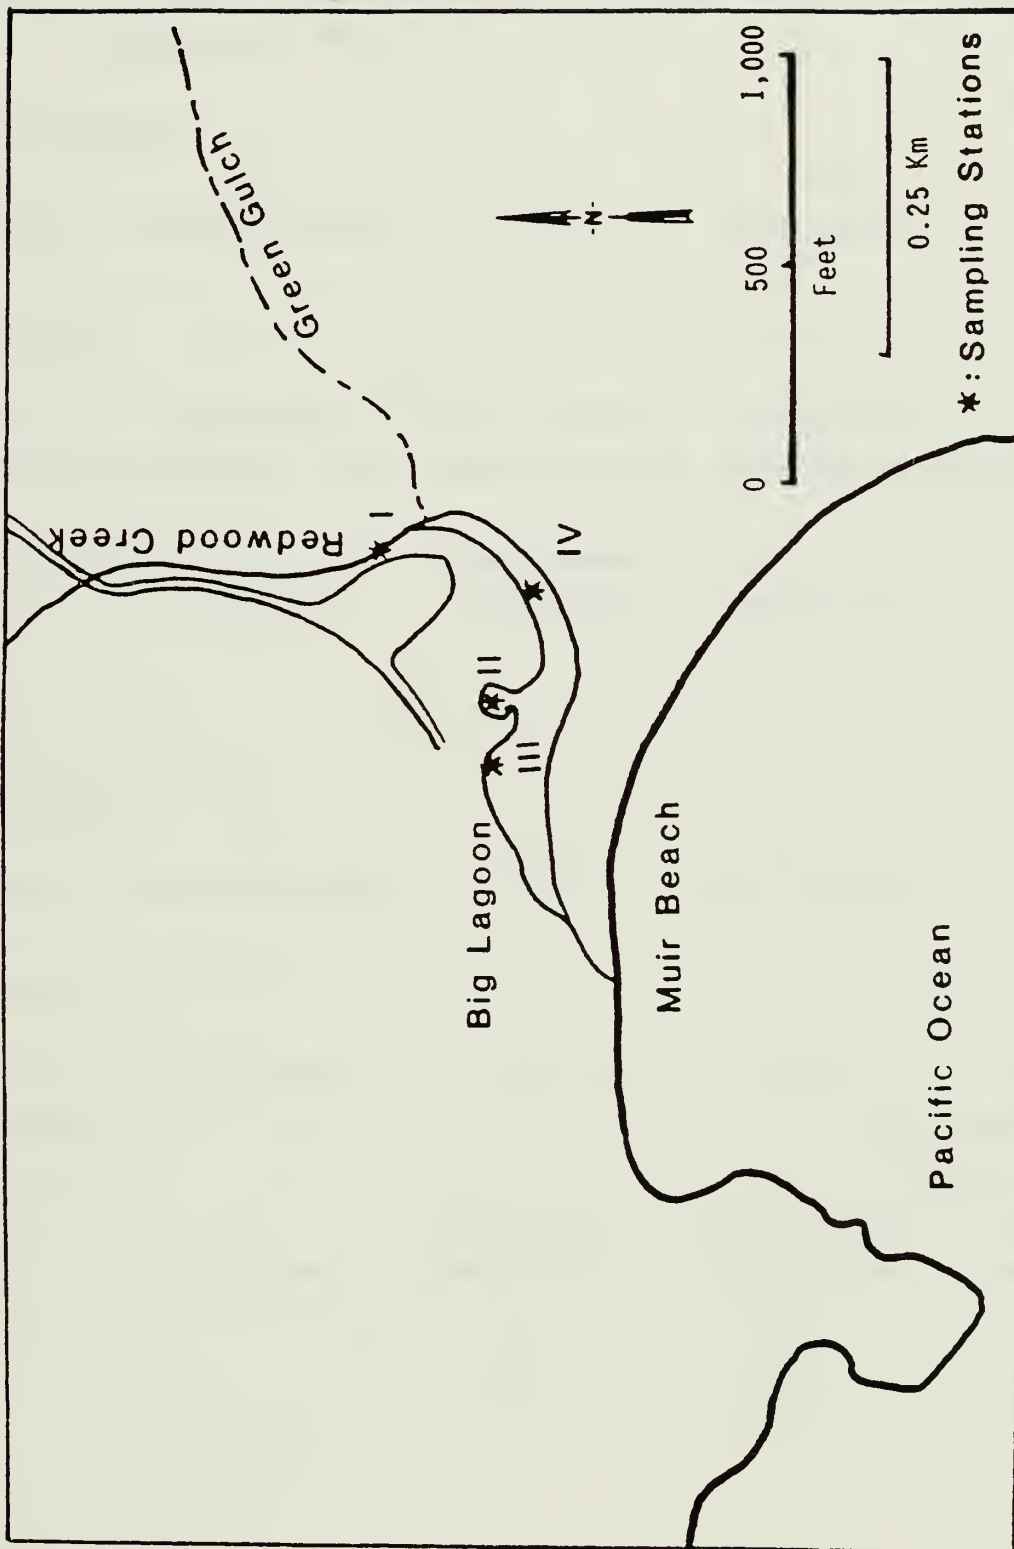 Green Gulch
Redwood Creek
I
IV
II
III
Big Lagoon
Muir Beach
Pacific Ocean
-N-
0 500 1,000
Feet
0.25 Km
*: Sampling Stations